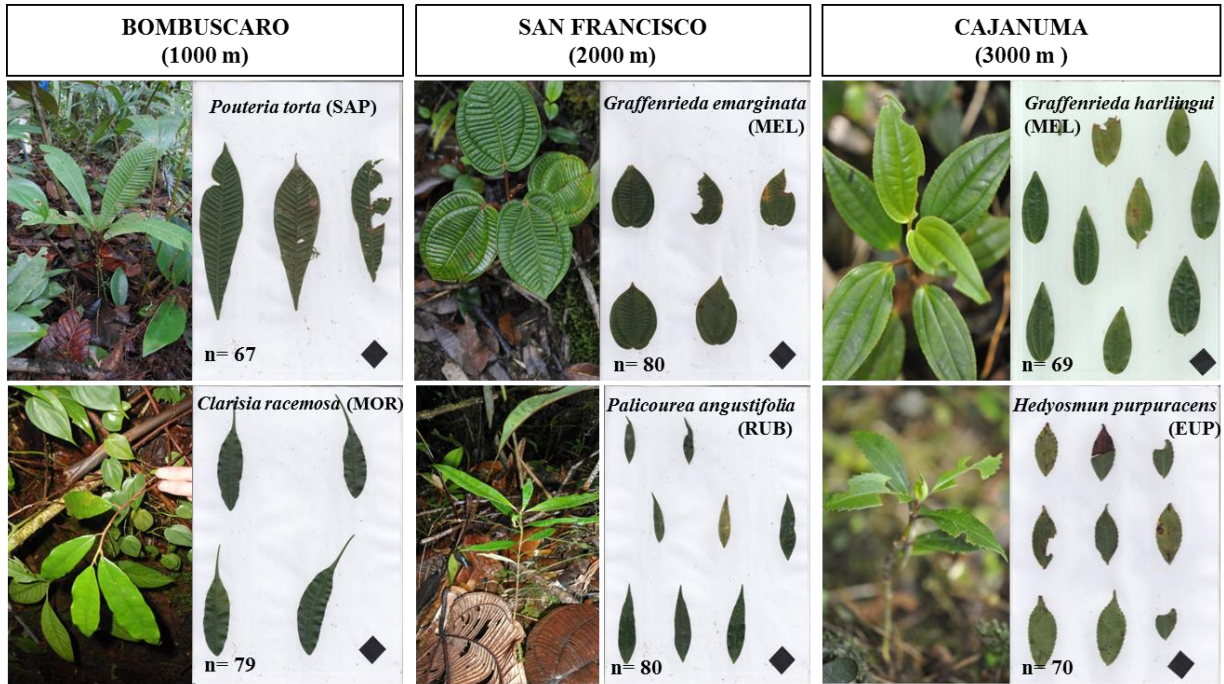 BOMBUSCARO
(1000 m)
SAN FRANCISCO
(2000 m)
CAJANUMA
(3000 m )
Pouteria torta (SAP)
n= 67
Graffenrieda emarginata
(MEL)
n= 80
Graffenrieda harliingui
(MEL)
n= 69
Clarisia racemosa (MOR)
n= 79
Palicourea angustifolia
(RUB)
n= 80
Hedyosmun purpuracens
(EUP)
n= 70